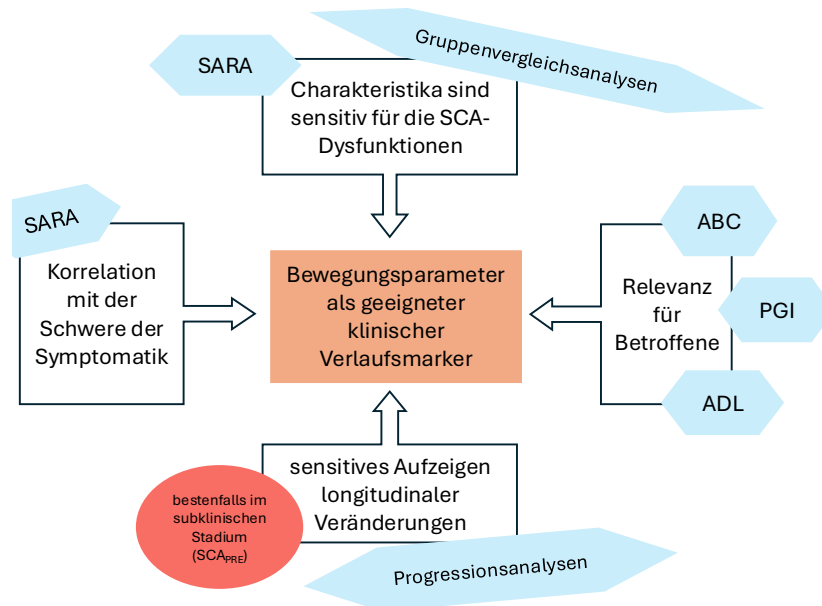 Gruppenvergleichsanalysen
SARA
Charakteristika sind
sensitiv für die SCA-
Dysfunktionen
SARA
Korrelation
mit der
Schwere der
Symptomatik
Bewegungsparameter
als geeigneter
klinischer
Verlaufsmarker
ABC
Relevanz
für
Betroffene
PGI
ADL
sensitives Aufzeigen
longitudinaler
Veränderungen
bestenfalls im
subklinischen
Stadium
(SCAPRE)
Progressionsanalysen